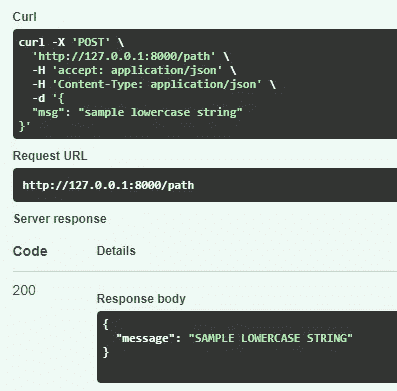 Curl
curl -X 'POST' \
  'http://127.0.0.1:8000/path' \
  -H 'accept: application/json' \
  -H 'Content-Type: application/json' \
  -d '{
  "msg": "sample lowercase string"
}'
Request URL
http://127.0.0.1:8000/path
Server response
Code Details
200
Response body
{
  "message": "SAMPLE LOWERCASE STRING"
}